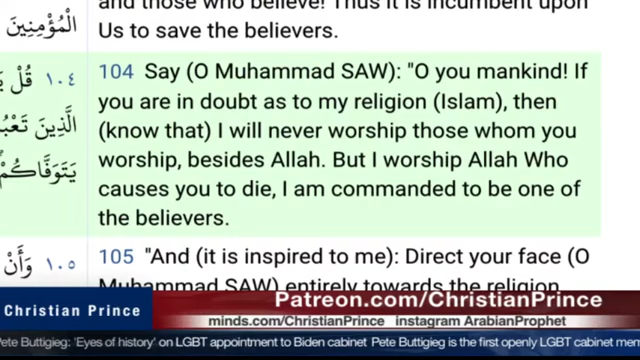 and those who believe! Thus it is incumbent upon
الْمُؤْمِنِينَ
Us to save the believers.
104 Say (O Muhammad SAW): "O you mankind! If
١٠٤ قُلْ
you are in doubt as to my religion (Islam), then
(know that) I will never worship those whom you
الَّذِينَ
worship, besides Allah. But I worship Allah Who
يَتَوَفَّاكُمْ
causes you to die, I am commanded to be one of
the believers.
105 "And (it is inspired to me): Direct your face (O
١٠٥ وَأَنْ
Muhammad SAW) entirely towards the religion
Christian Prince
Patreon.com/ChristianPrince
minds.com/ChristianPrince instagram ArabianProphet
Pete Buttigieg: 'Eyes of history' on LGBT appointment to Biden cabinet Pete Buttigieg is the first openly LGBT cabinet